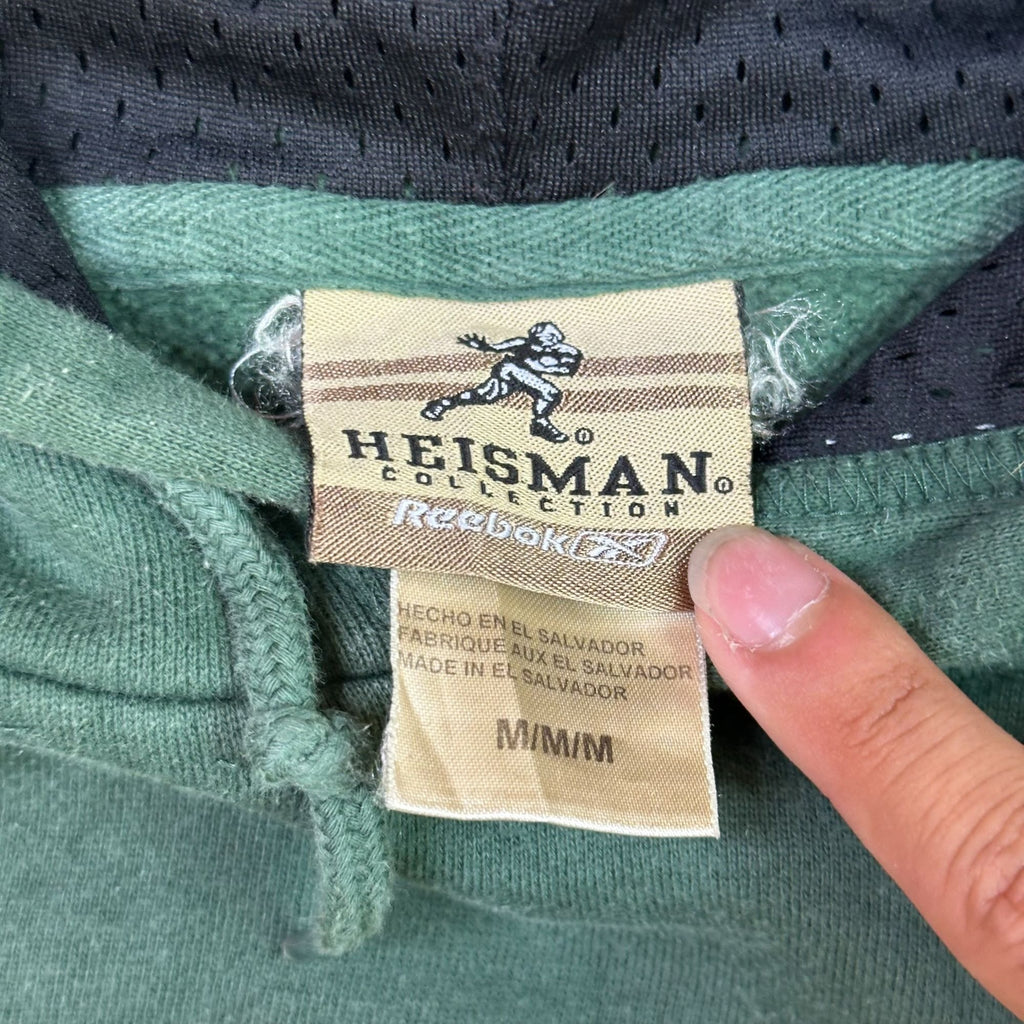 HEISMAN®
COLLECTION
Reebok
HECHO EN EL SALVADOR
FABRIQUE AUX EL SALVADOR
MADE IN EL SALVADOR
M/M/M